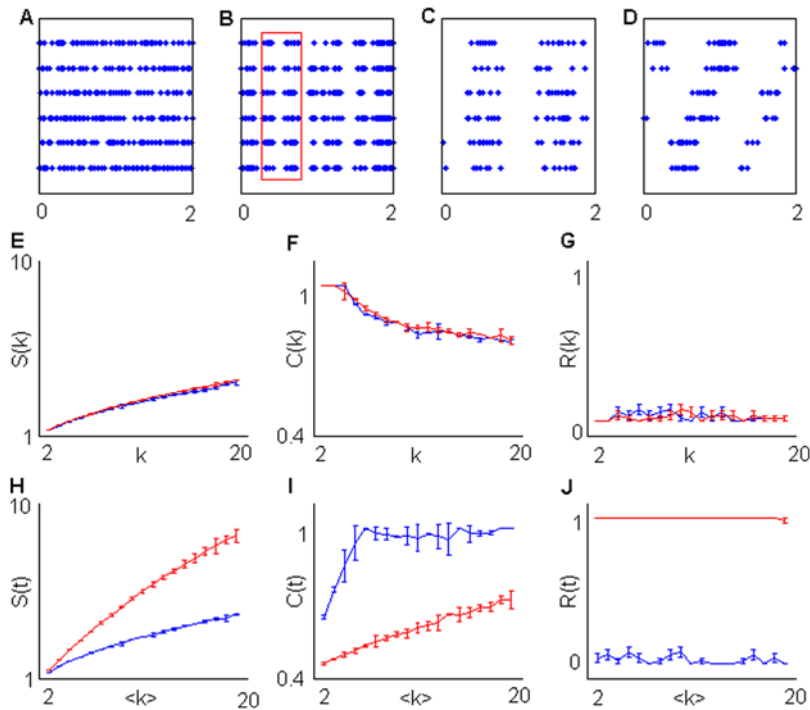 A B C D
0 2 0 2 0 2 0 2
E F G
10 1 1
S(k) C(k) R(k)
1 0.4 0
2 k 20 2 k 20 2 k 20
H I J
10 1 1
S(t) C(t) R(t)
1 0.4 0
2 <k> 20 2 <k> 20 2 <k> 20